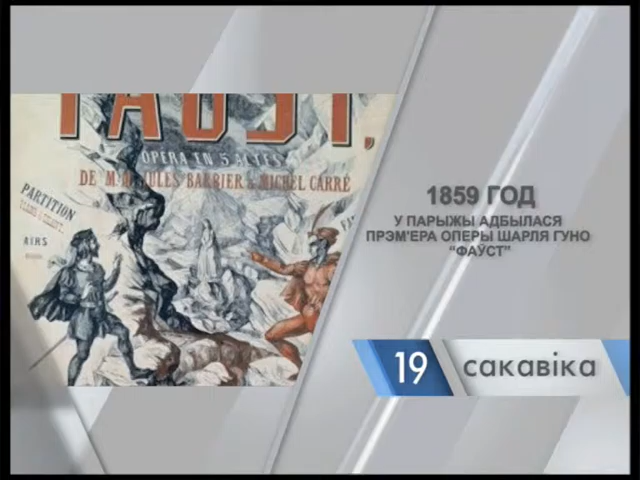 FAUST,
OPERA EN 5 ACTES
DE M.M. JULES BARBIER & MICHEL CARRÉ
PARTITION
AIRS
1859 ГОД
У ПАРЫЖЫ АДБЫЛАСЯ
ПРЭМ'ЕРА ОПЕРЫ ШАРЛЯ ГУНО
“ФАЎСТ”
19 сакавіка